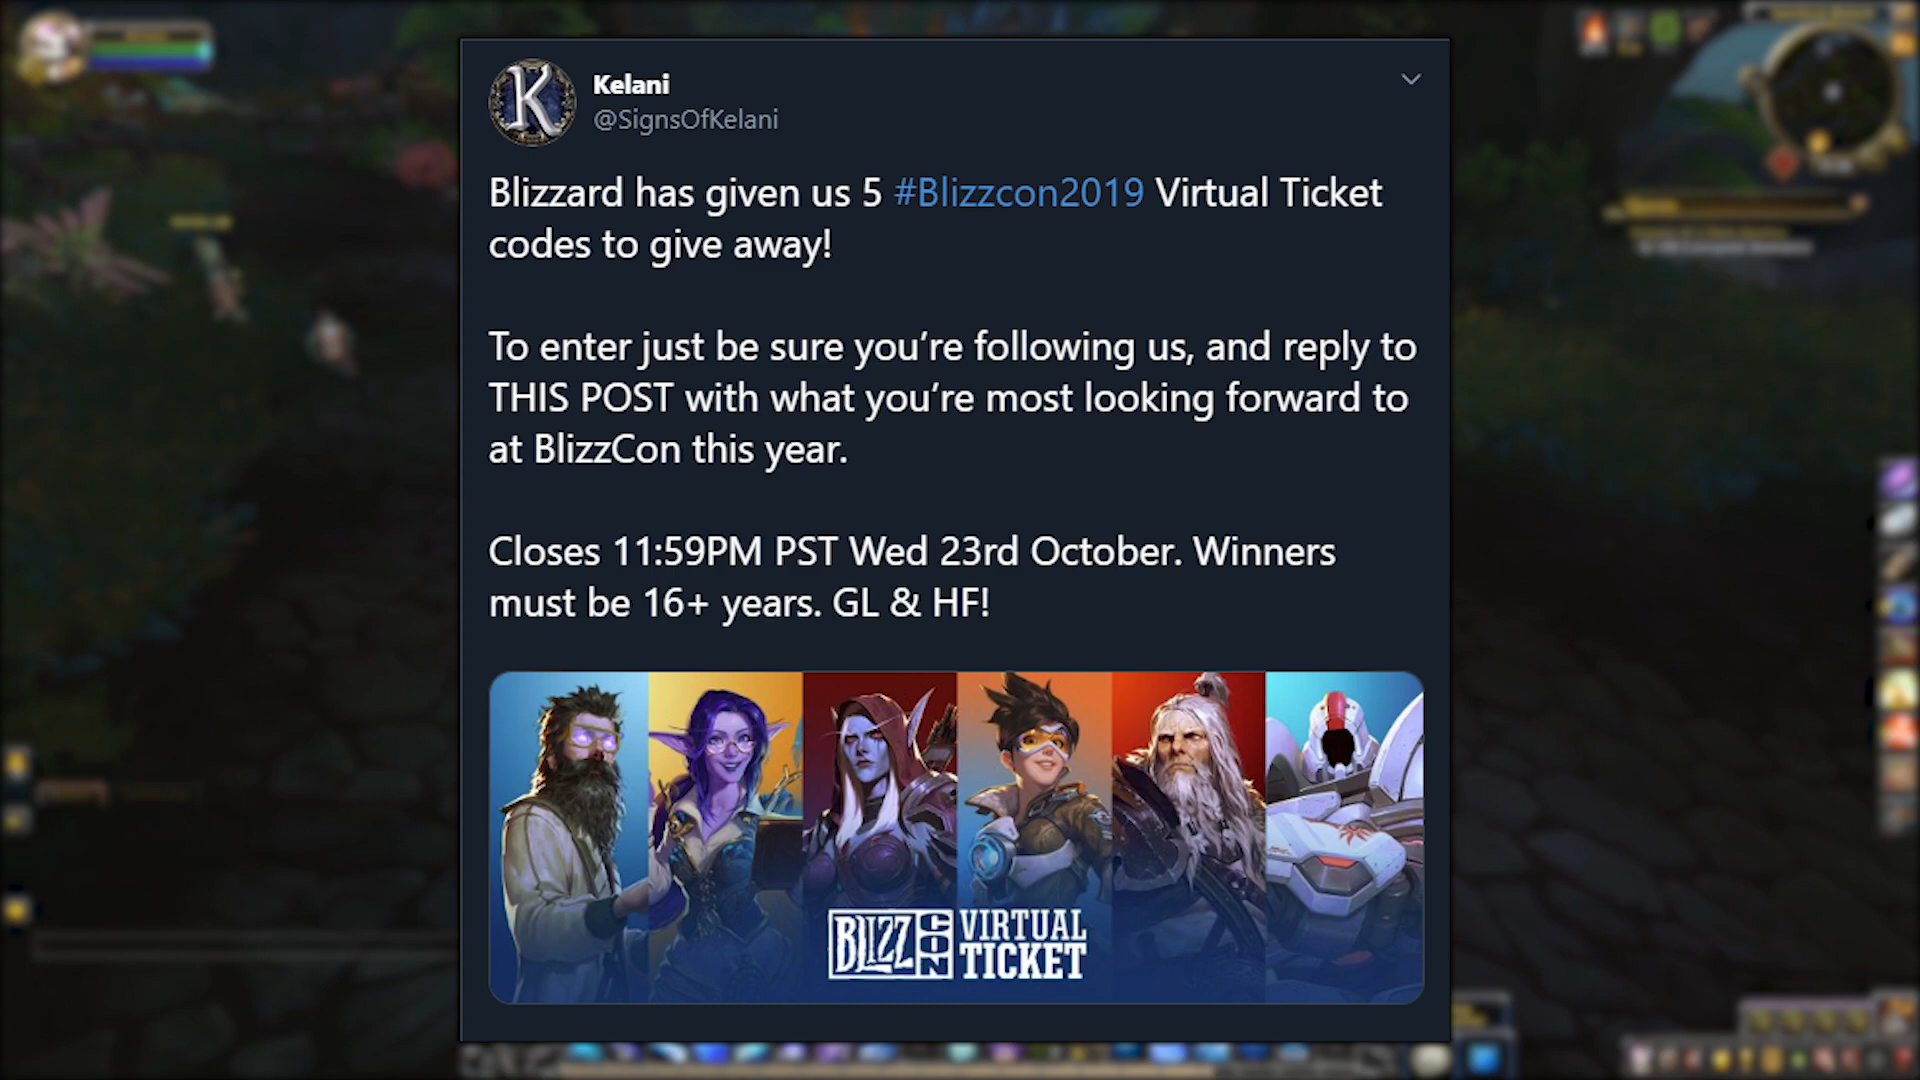 Kelani
@SignsOfKelani
Blizzard has given us 5 #Blizzcon2019 Virtual Ticket
codes to give away!
To enter just be sure you’re following us, and reply to
THIS POST with what you’re most looking forward to
at BlizzCon this year.
Closes 11:59PM PST Wed 23rd October. Winners
must be 16+ years. GL & HF!
BLIZZCON VIRTUAL
TICKET